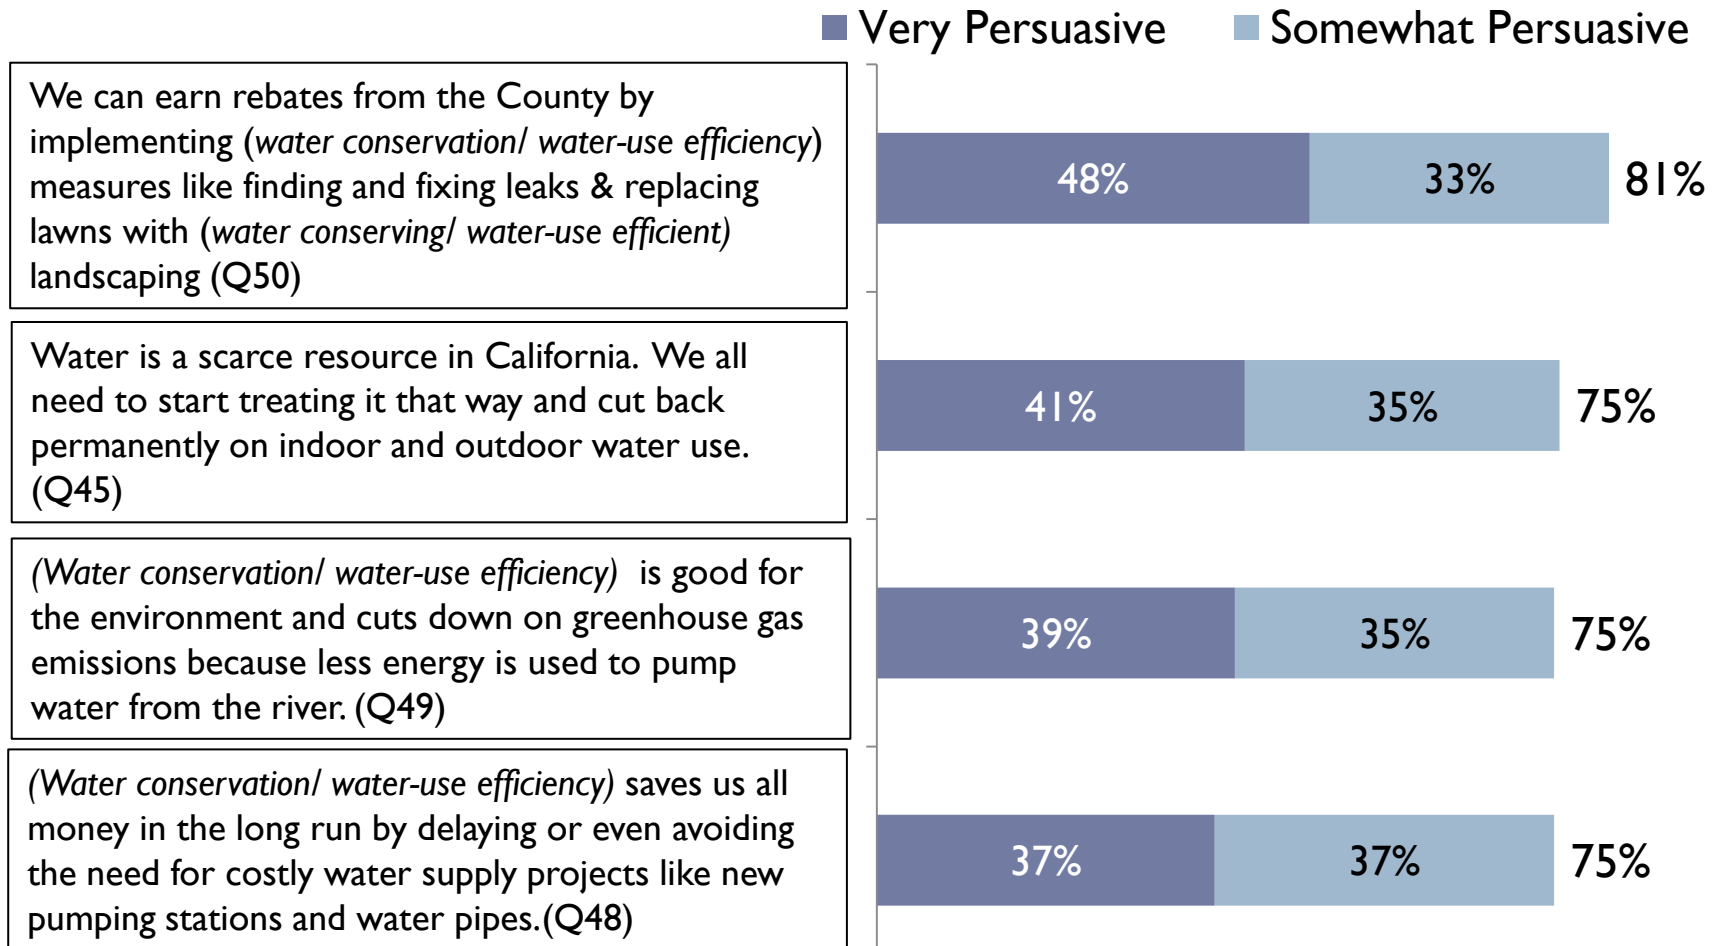 Very Persuasive Somewhat Persuasive
We can earn rebates from the County by
implementing (water conservation/ water-use efficiency)
measures like finding and fixing leaks & replacing
lawns with (water conserving/ water-use efficient)
landscaping (Q50)
48% 33% 81%
Water is a scarce resource in California. We all
need to start treating it that way and cut back
permanently on indoor and outdoor water use.
(Q45)
41% 35% 75%
(Water conservation/ water-use efficiency) is good for
the environment and cuts down on greenhouse gas
emissions because less energy is used to pump
water from the river. (Q49)
39% 35% 75%
(Water conservation/ water-use efficiency) saves us all
money in the long run by delaying or even avoiding
the need for costly water supply projects like new
pumping stations and water pipes.(Q48)
37% 37% 75%